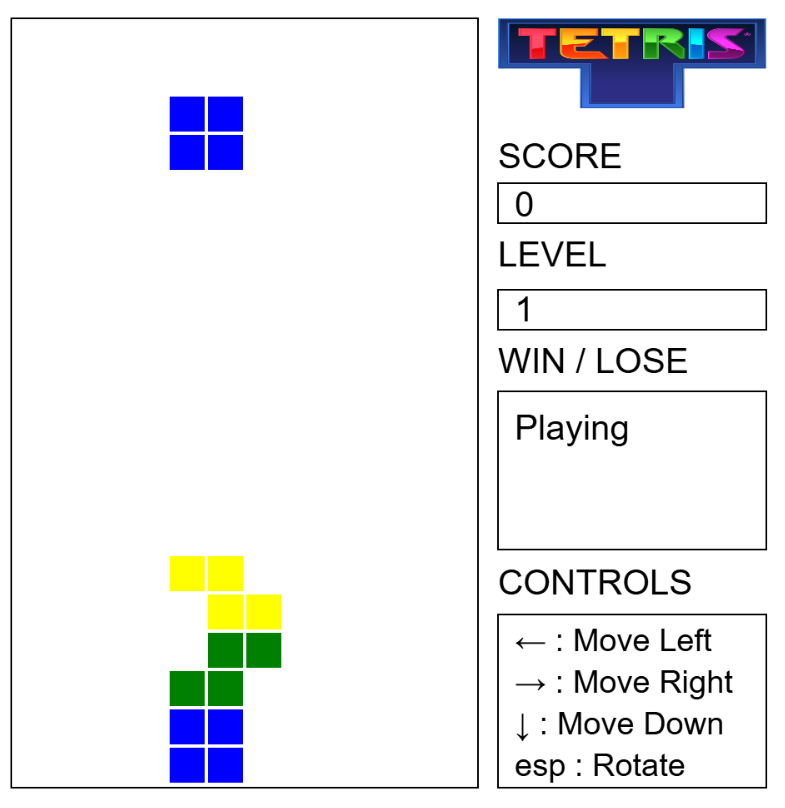 TETRIS
SCORE
0
LEVEL
1
WIN / LOSE
Playing
CONTROLS
← : Move Left
→ : Move Right
↓ : Move Down
esp : Rotate